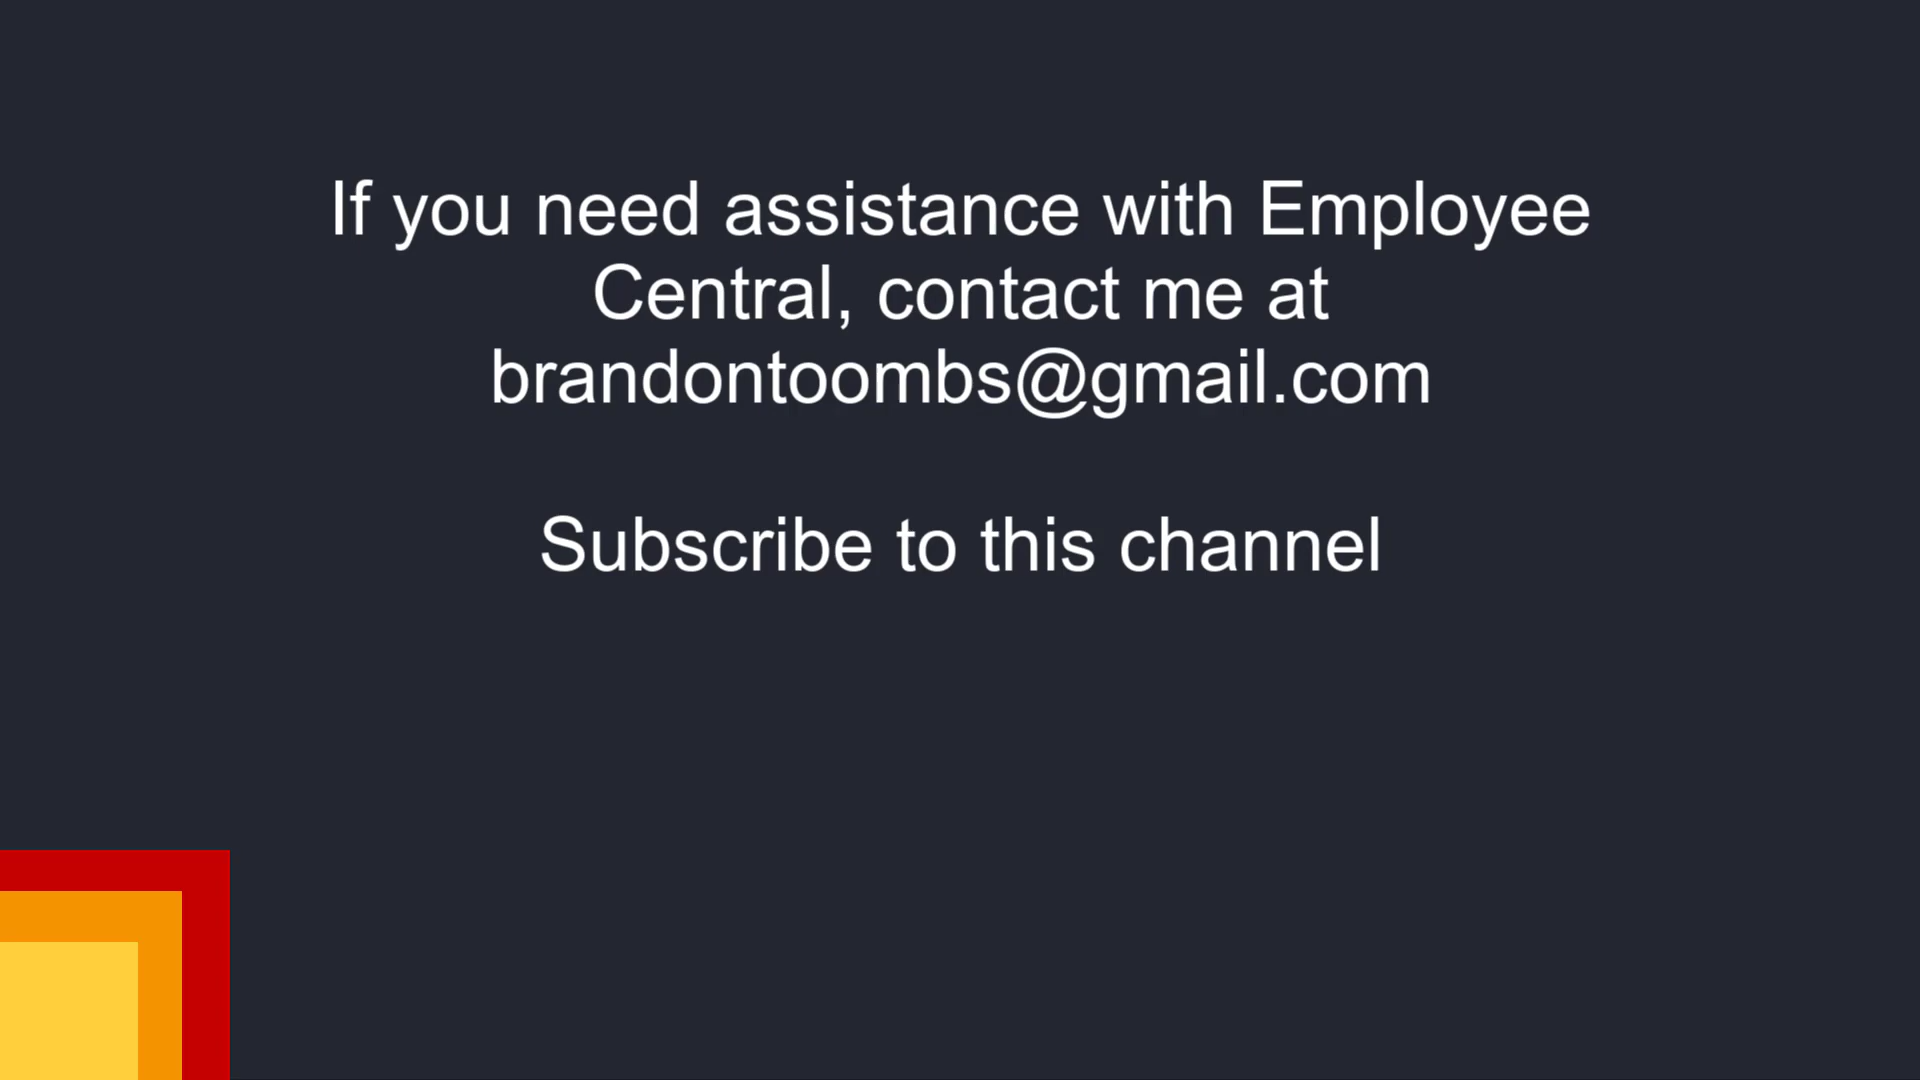 If you need assistance with Employee
Central, contact me at
brandontoombs@gmail.com
Subscribe to this channel